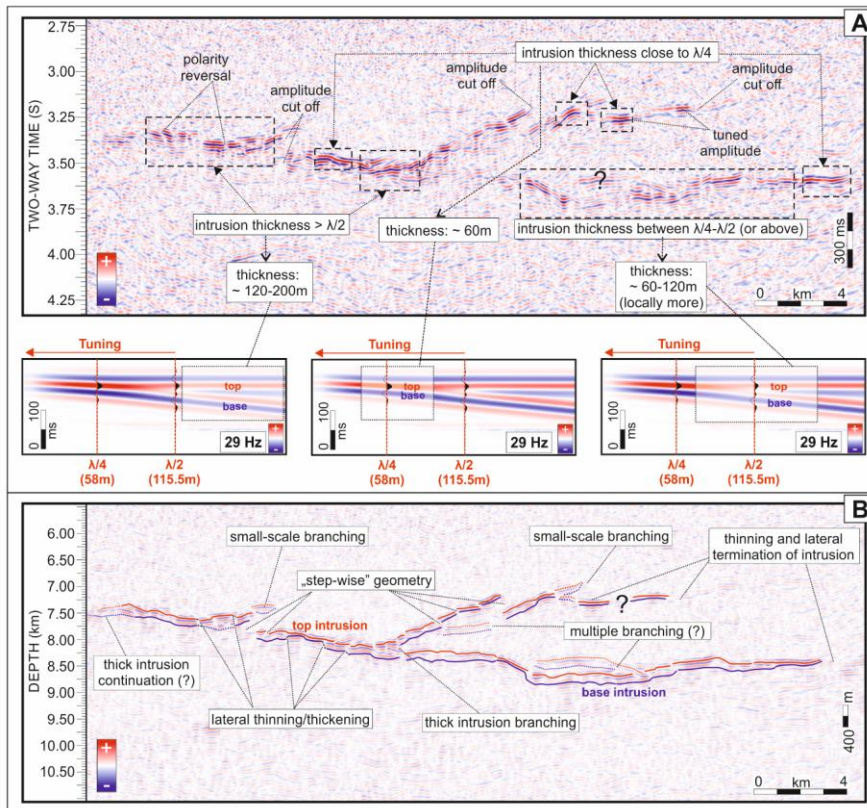 2.75
A
intrusion thickness close to λ/4
polarity
reversal
amplitude
cut off
amplitude
cut off
amplitude
cut off
3.00
3.25
tuned
amplitude
TWO-WAY TIME (S)
3.50
?
3.75
intrusion thickness > λ/2
thickness: ~ 60m
intrusion thickness between λ/4-λ/2 (or above)
4.00
+
-
thickness:
~ 120-200m
thickness:
~ 60-120m
(locally more)
300 ms
4.25
0 km 4
Tuning
top
base
0 100
ms
29 Hz
+
-
λ/4
(58m)
λ/2
(115.5m)
Tuning
top
base
0 100
ms
29 Hz
+
-
λ/4
(58m)
λ/2
(115.5m)
Tuning
top
base
0 100
ms
29 Hz
+
-
λ/4
(58m)
λ/2
(115.5m)
B
6.00
small-scale branching
small-scale branching
thinning and lateral
termination of intrusion
6.50
7.00
„step-wise” geometry
?
7.50
top intrusion
8.00
multiple branching (?)
DEPTH (km)
thick intrusion
continuation (?)
8.50
base intrusion
9.00
lateral thinning/thickening
thick intrusion branching
9.50
400 m
10.00
+
-
10.50
0 km 4